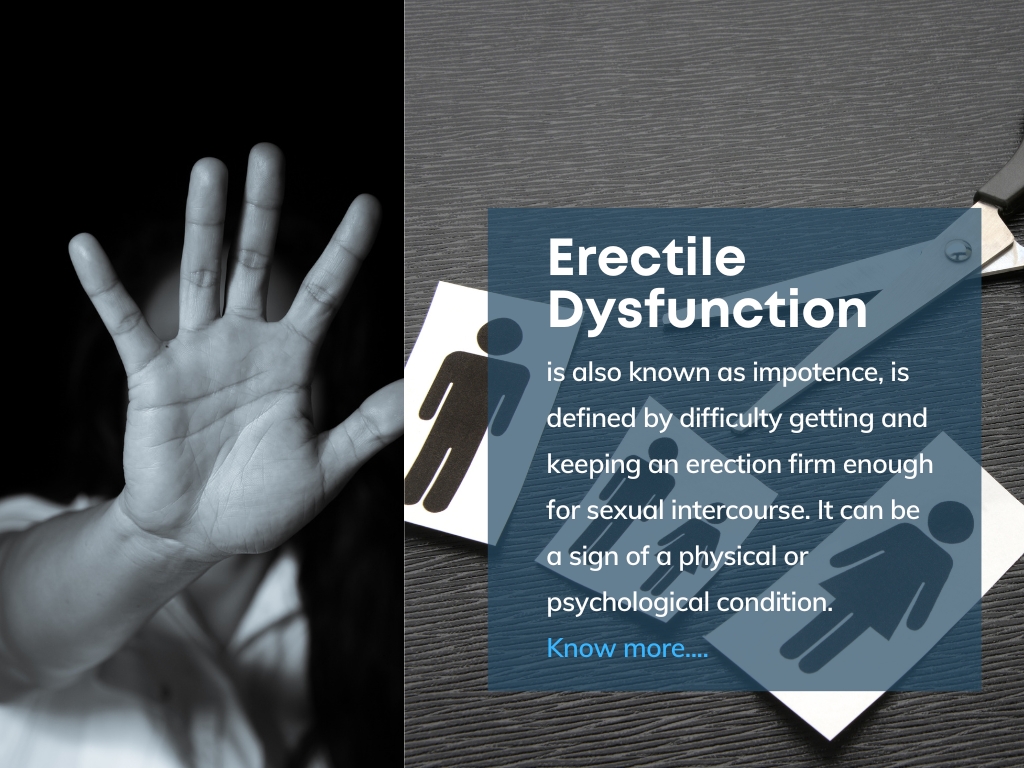 Erectile
Dysfunction
is also known as impotence, is
defined by difficulty getting and
keeping an erection firm enough
for sexual intercourse. It can be
a sign of a physical or
psychological condition.
Know more....